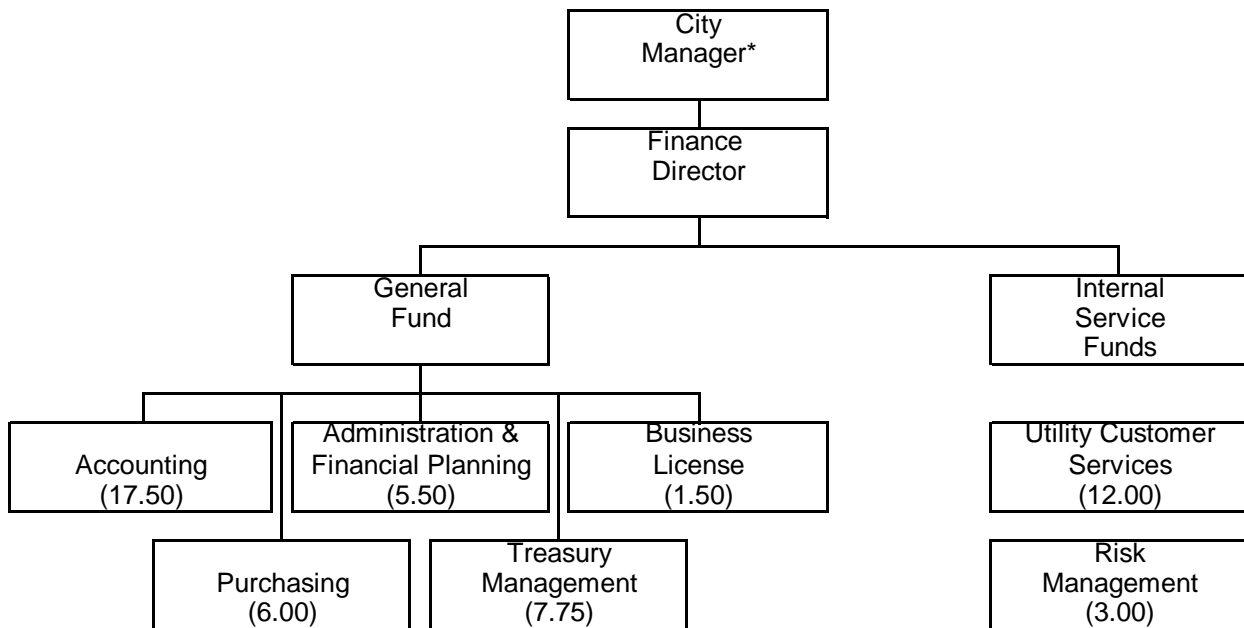 City
Manager*
Finance
Director
General
Fund
Internal
Service
Funds
Accounting
(17.50)
Administration &
Financial Planning
(5.50)
Business
License
(1.50)
Utility Customer
Services
(12.00)
Purchasing
(6.00)
Treasury
Management
(7.75)
Risk
Management
(3.00)